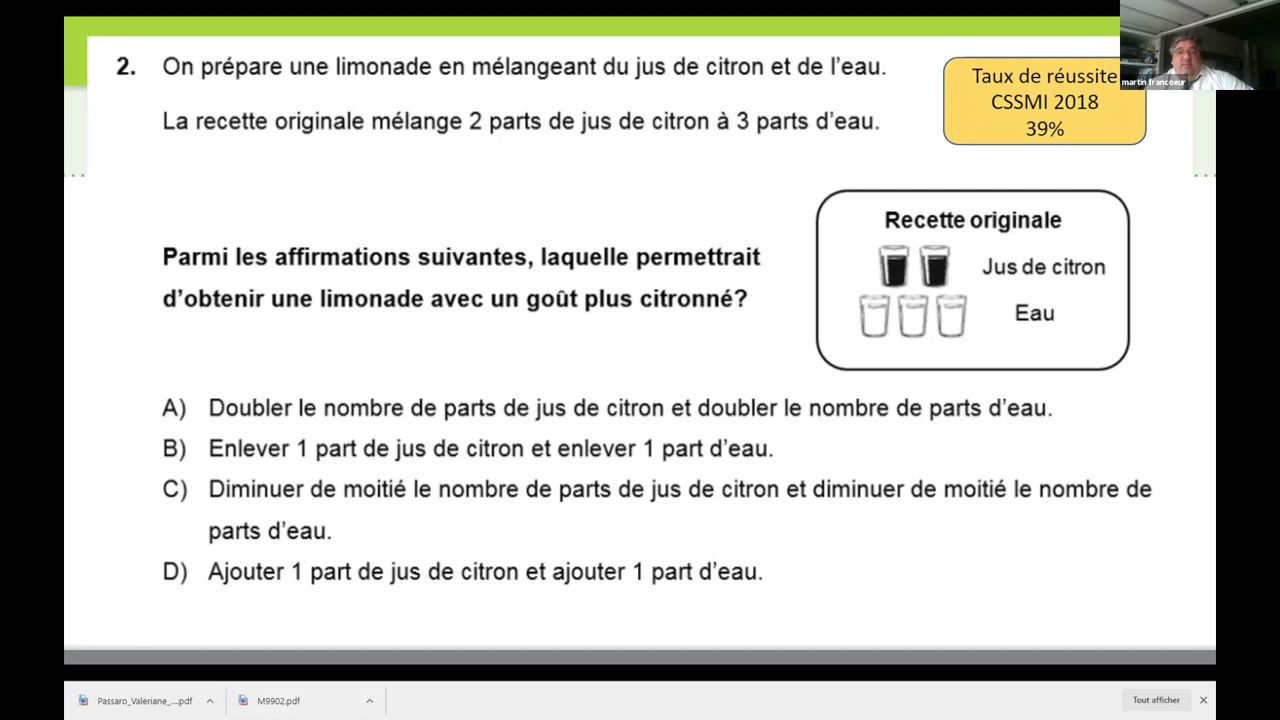 2. On prépare une limonade en mélangeant du jus de citron et de l'eau.
La recette originale mélange 2 parts de jus de citron à 3 parts d'eau.
Taux de réussite
CSSMI 2018
39%
martin francoeur
Parmi les affirmations suivantes, laquelle permettrait
d'obtenir une limonade avec un goût plus citronné?
Recette originale
Jus de citron
Eau
A) Doubler le nombre de parts de jus de citron et doubler le nombre de parts d'eau.
B) Enlever 1 part de jus de citron et enlever 1 part d'eau.
C) Diminuer de moitié le nombre de parts de jus de citron et diminuer de moitié le nombre de
parts d'eau.
D) Ajouter 1 part de jus de citron et ajouter 1 part d'eau.
Passaro_Valeriane_....pdf
M9902.pdf
Tout afficher